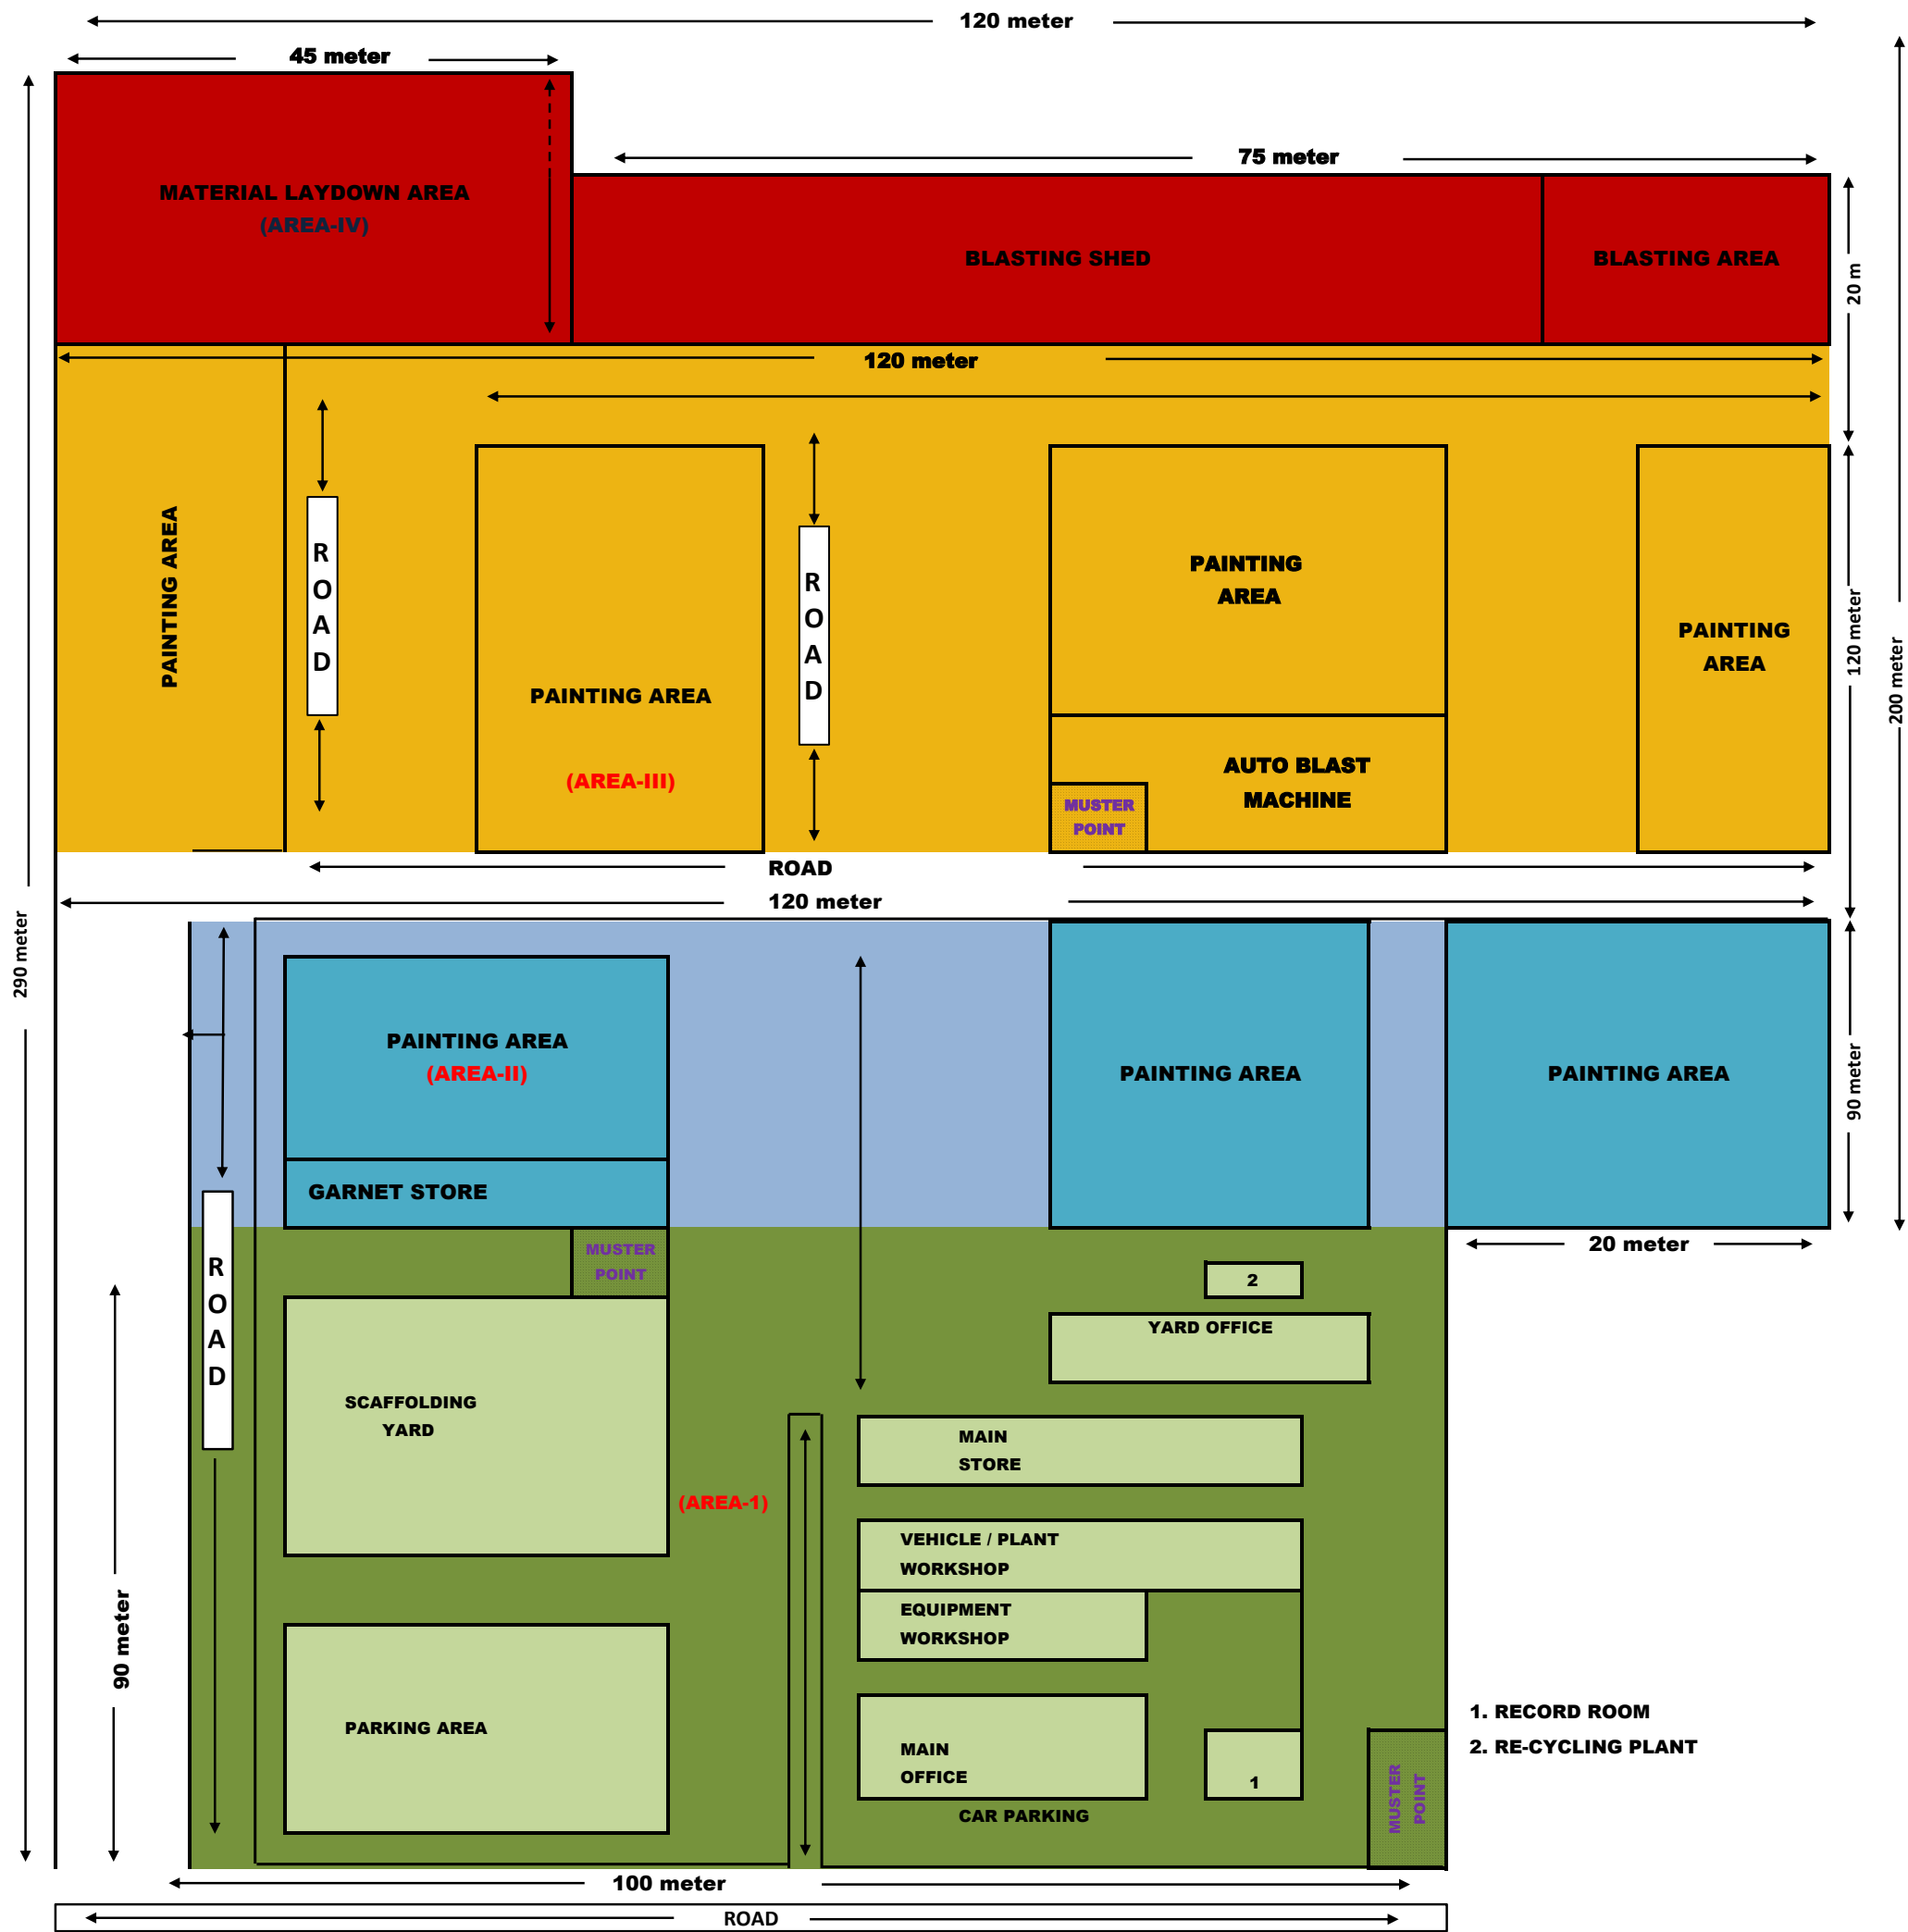 120 meter
45 meter
75 meter
MATERIAL LAYDOWN AREA
(AREA-IV)
BLASTING SHED
BLASTING AREA
20 m
120 meter
PAINTING AREA
ROAD
PAINTING AREA
(AREA-III)
ROAD
PAINTING
AREA
AUTO BLAST
MACHINE
MUSTER
POINT
PAINTING
AREA
120 meter
200 meter
ROAD
120 meter
290 meter
PAINTING AREA
(AREA-II)
GARNET STORE
PAINTING AREA
PAINTING AREA
90 meter
20 meter
MUSTER
POINT
ROAD
2
YARD OFFICE
SCAFFOLDING
YARD
MAIN
STORE
(AREA-1)
VEHICLE / PLANT
WORKSHOP
EQUIPMENT
WORKSHOP
90 meter
PARKING AREA
MAIN
OFFICE
1
CAR PARKING
MUSTER
POINT
1. RECORD ROOM
2. RE-CYCLING PLANT
100 meter
ROAD